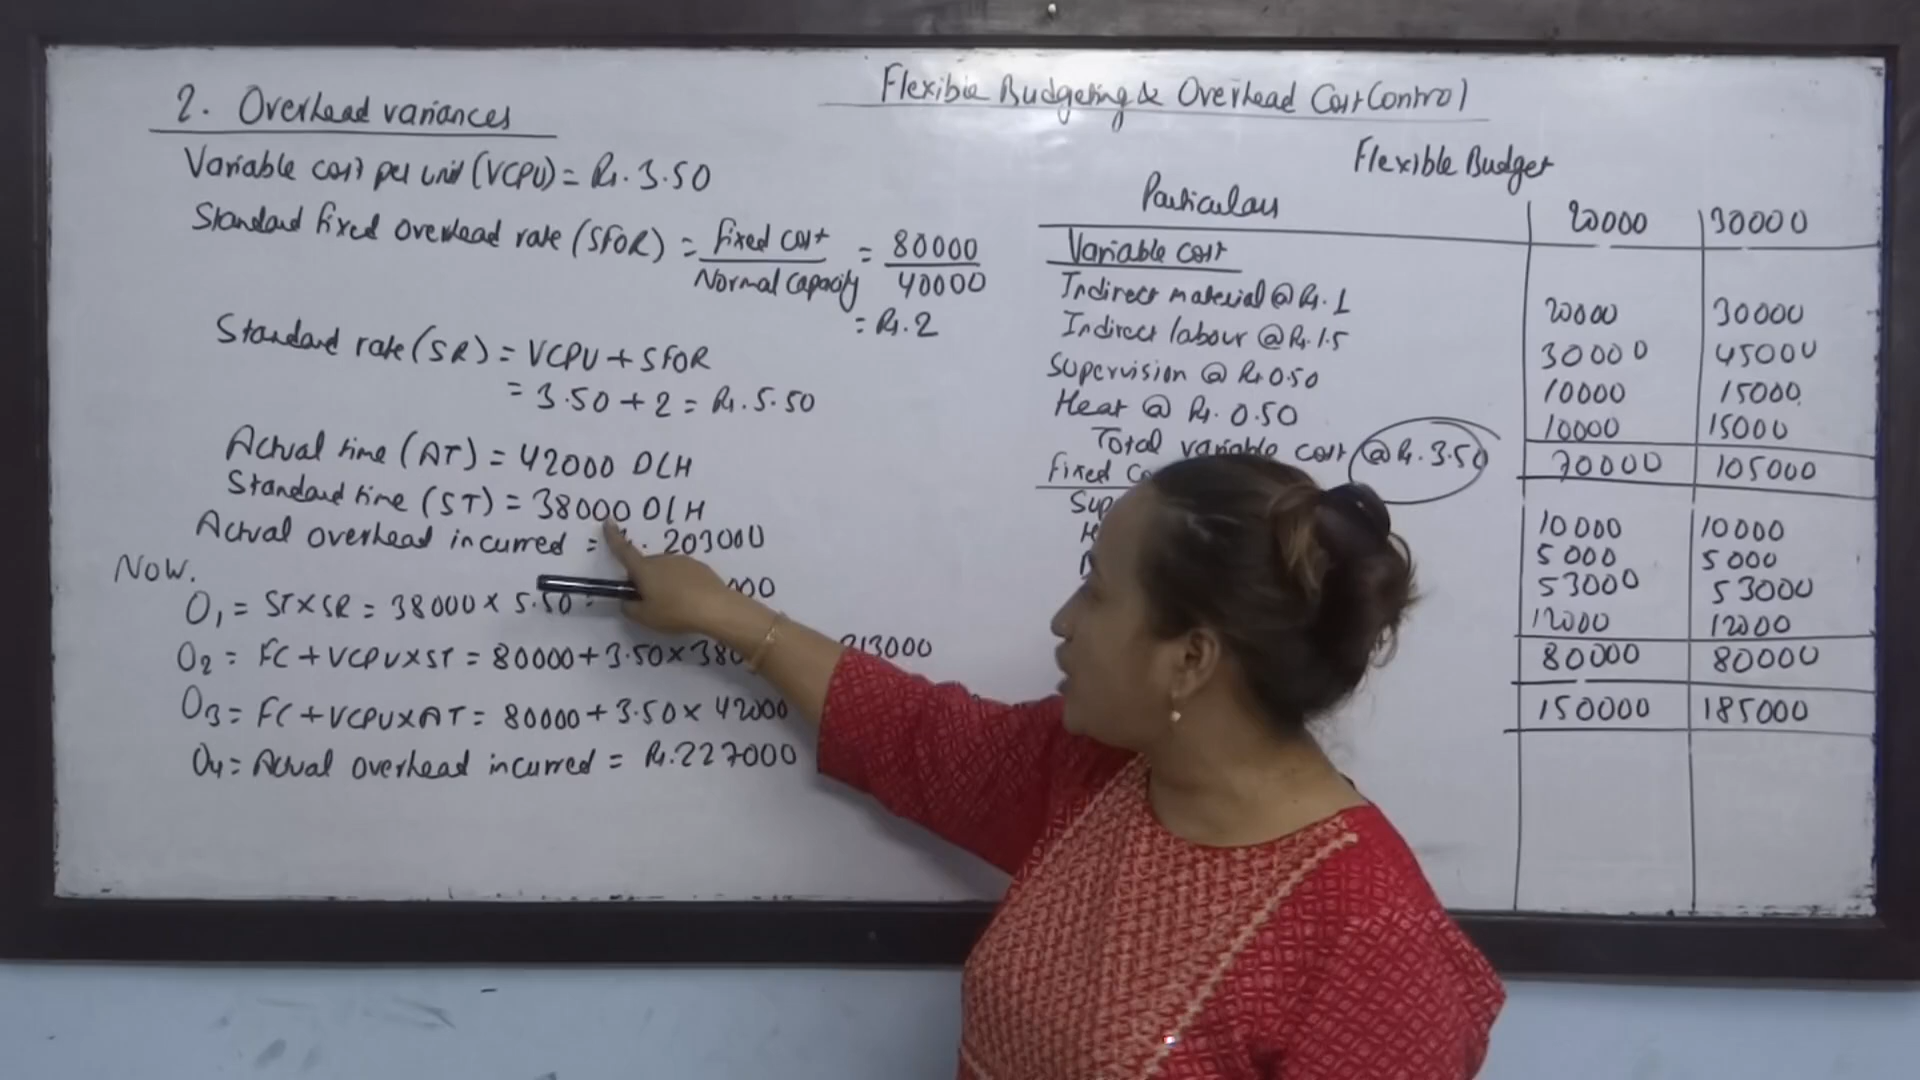 Flexible Budgeting & Overhead Cost Control
2. Overhead variances
Variable cost per unit (VCPU) = Rs. 3.50
Standard fixed overhead rate (SFOR) = Fixed cost / Normal capacity = 80000 / 40000
= Rs. 2
Standard rate (SR) = VCPU + SFOR
= 3.50 + 2 = Rs. 5.50
Actual time (AT) = 42000 DLH
Standard time (ST) = 38000 DLH
Actual overhead incurred = 203000
Now.
O1 = ST x SR = 38000 x 5.50 =
O2 = FC + VCPU x ST = 80000 + 3.50 x 213000
O3 = FC + VCPU x AT = 80000 + 3.50 x 42000
O4 = Actual overhead incurred = Rs. 227000
Flexible Budget
Particulars 20000 30000
Variable cost
Indirect material @ Rs. 1 20000 30000
Indirect labour @ Rs. 1.5 30000 45000
Supervision @ Rs 0.50 10000 15000
Heat @ Rs. 0.50 10000 15000
Total variable cost @ Rs. 3.50 70000 105000
Fixed
10000 10000
5000 5000
53000 53000
12000 12000
80000 80000
150000 185000